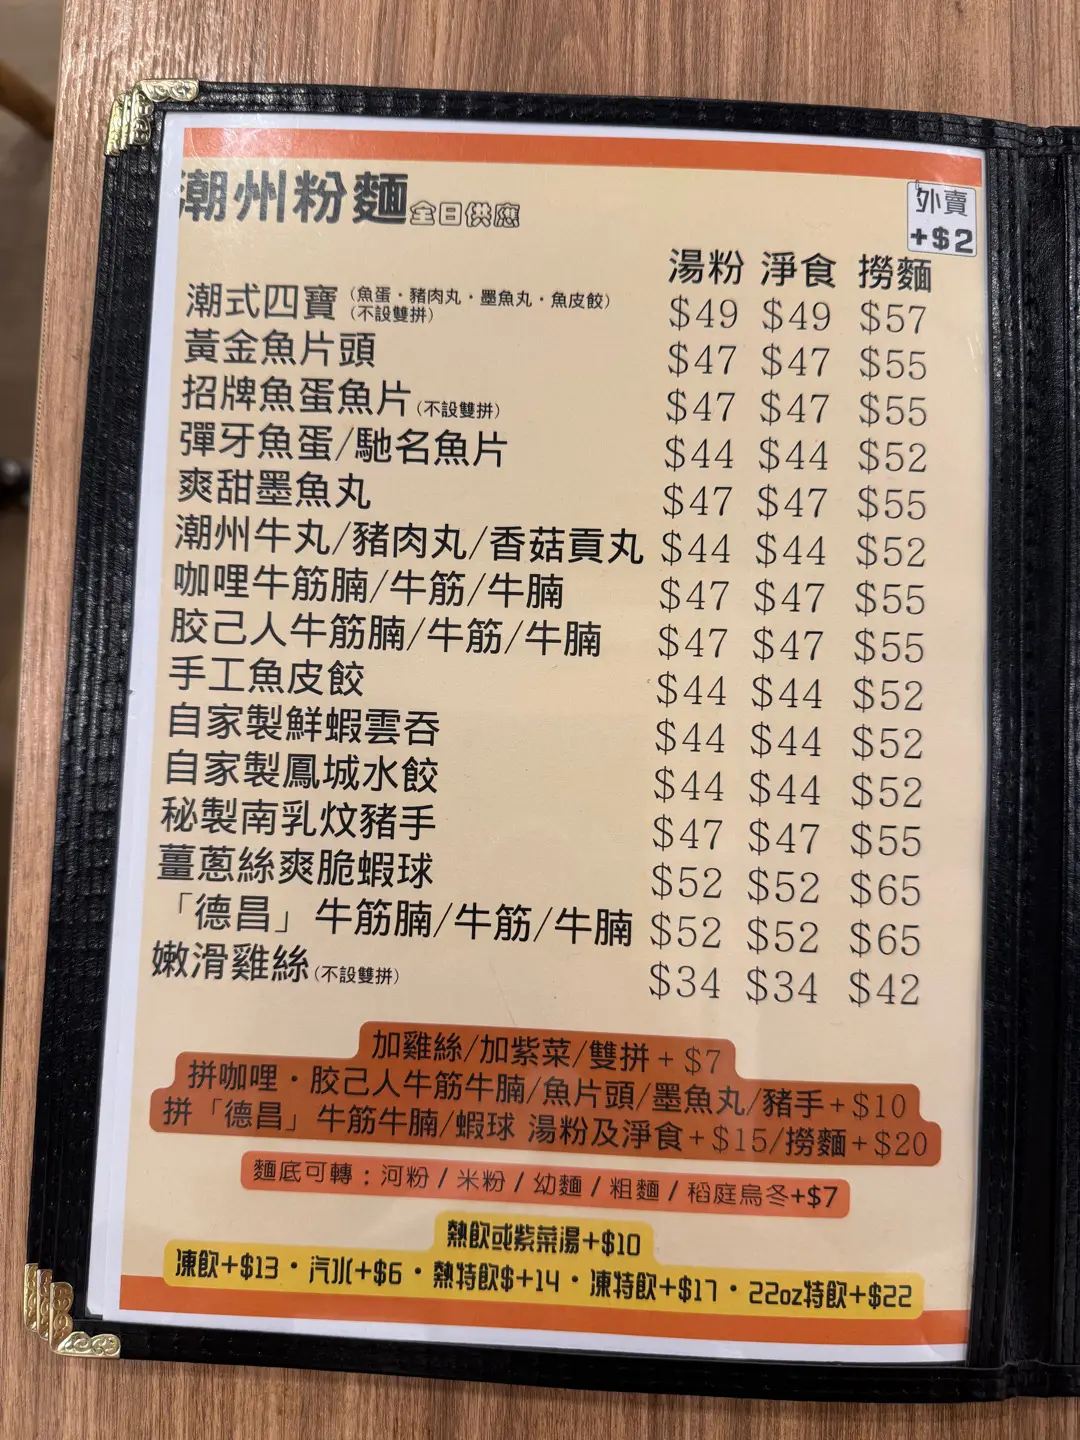 潮州粉麵 全日供應
外賣
+$2
湯粉 淨食 撈麵
潮式四寶 (魚蛋・豬肉丸・墨魚丸・魚皮餃) (不設雙拼) $49 $49 $57
黃金魚片頭 $47 $47 $55
招牌魚蛋魚片 (不設雙拼) $47 $47 $55
彈牙魚蛋/馳名魚片 $44 $44 $52
爽甜墨魚丸 $47 $47 $55
潮州牛丸/豬肉丸/香菇貢丸 $44 $44 $52
咖哩牛筋腩/牛筋/牛腩 $47 $47 $55
胶己人牛筋腩/牛筋/牛腩 $47 $47 $55
手工魚皮餃 $44 $44 $52
自家製鮮蝦雲吞 $44 $44 $52
自家製鳳城水餃 $44 $44 $52
秘製南乳炆豬手 $47 $47 $55
薑蔥絲爽脆蝦球 $52 $52 $65
「德昌」牛筋腩/牛筋/牛腩 $52 $52 $65
嫩滑雞絲 (不設雙拼) $34 $34 $42
加雞絲/加紫菜/雙拼+$7
拼咖哩・胶己人牛筋牛腩/魚片頭/墨魚丸/豬手+$10
拼「德昌」牛筋牛腩/蝦球 湯粉及淨食+$15/撈麵+$20
麵底可轉：河粉/米粉/幼麵/粗麵/稻庭烏冬+$7
熱飲或紫菜湯+$10
凍飲+$13・汽水+$6・熱特飲$+14・凍特飲+$17・22oz特飲+$22